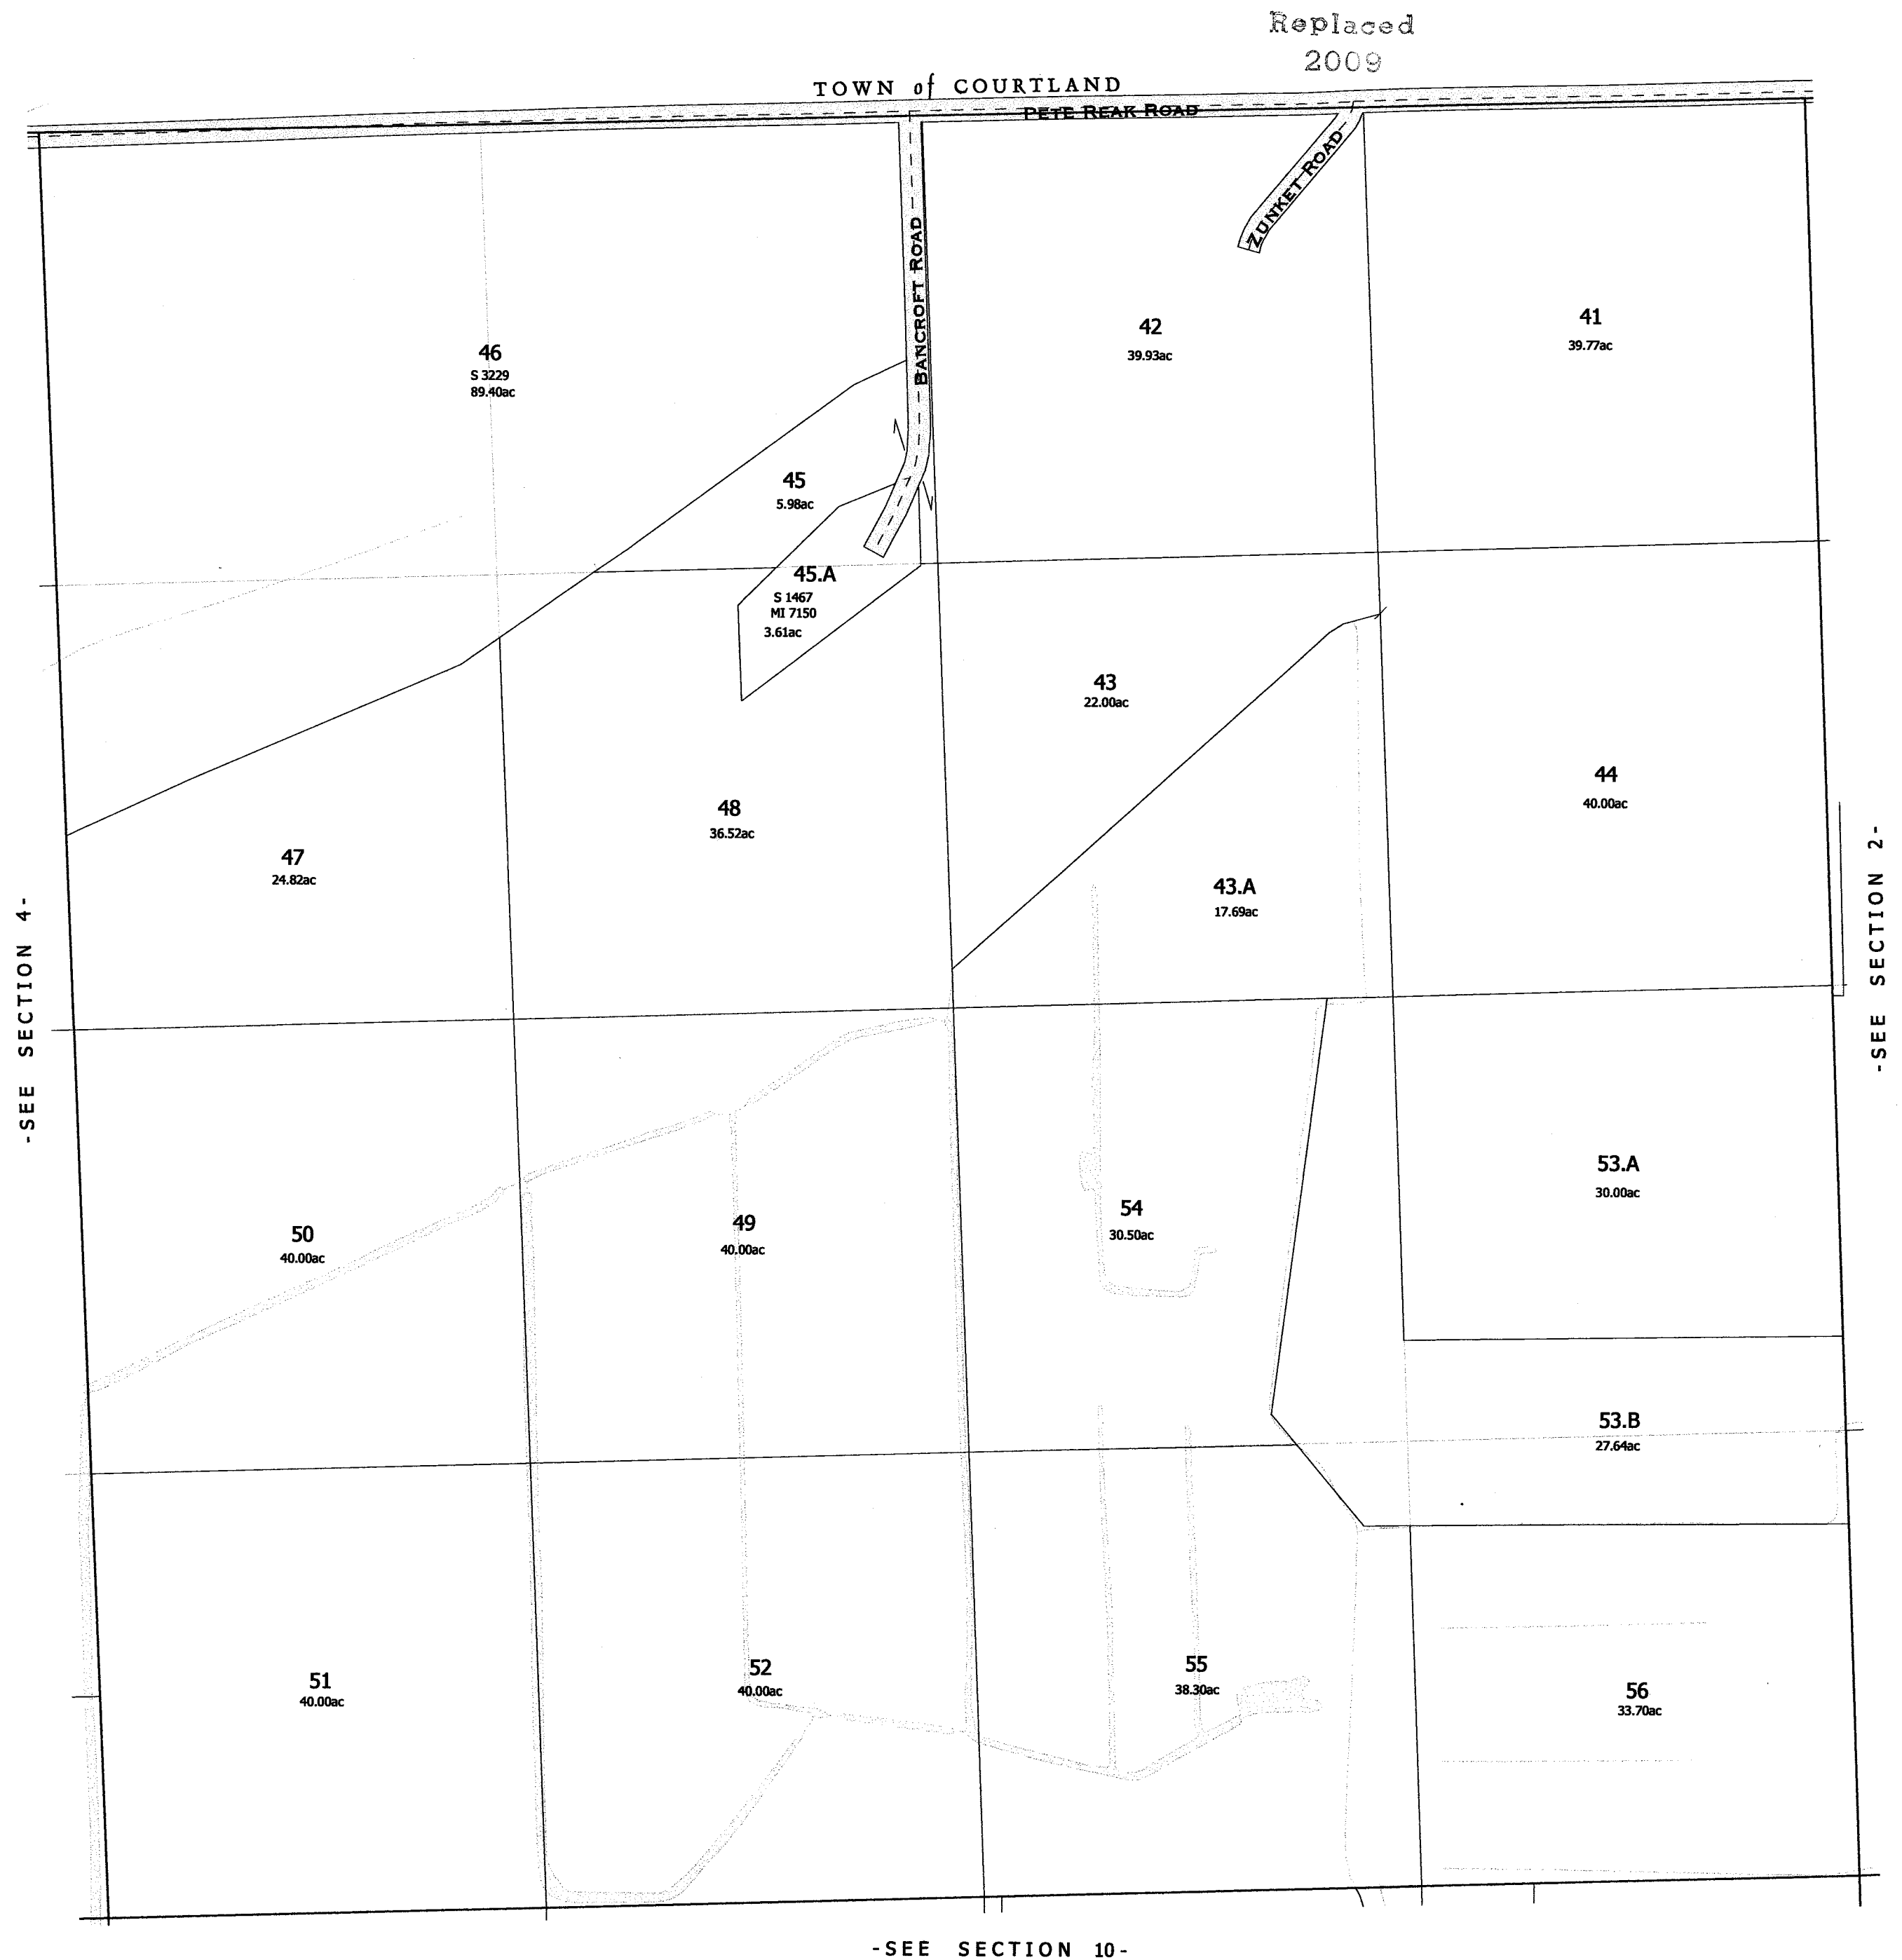 Replaced
2009
TOWN of COURTLAND
PETE REAK ROAD
ZUNKET ROAD
BANCROFT ROAD
46
S 3229
89.40ac
42
39.93ac
41
39.77ac
45
5.98ac
45.A
S 1467
MI 7150
3.61ac
43
22.00ac
44
40.00ac
48
36.52ac
47
24.82ac
43.A
17.69ac
-SEE SECTION 4-
-SEE SECTION 2-
53.A
30.00ac
54
30.50ac
49
40.00ac
50
40.00ac
53.B
27.64ac
51
40.00ac
52
40.00ac
55
38.30ac
56
33.70ac
-SEE SECTION 10-